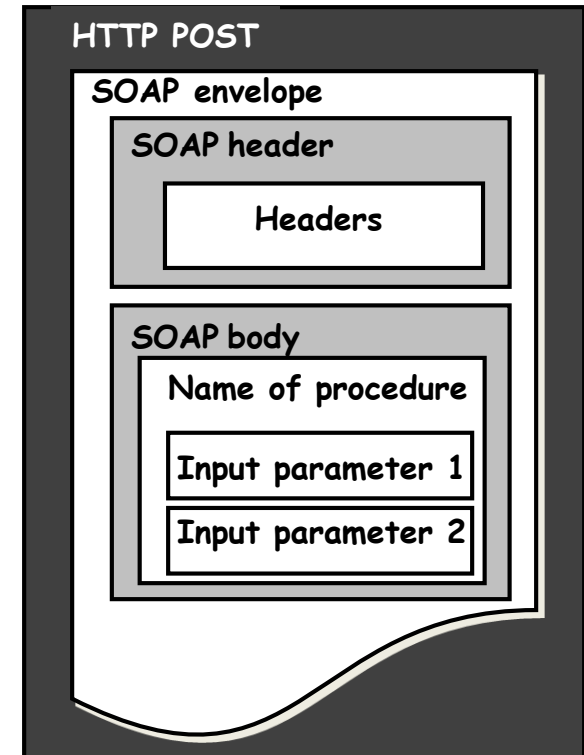 HTTP POST
SOAP envelope
SOAP header
Headers
SOAP body
Name of procedure
Input parameter 1
Input parameter 2